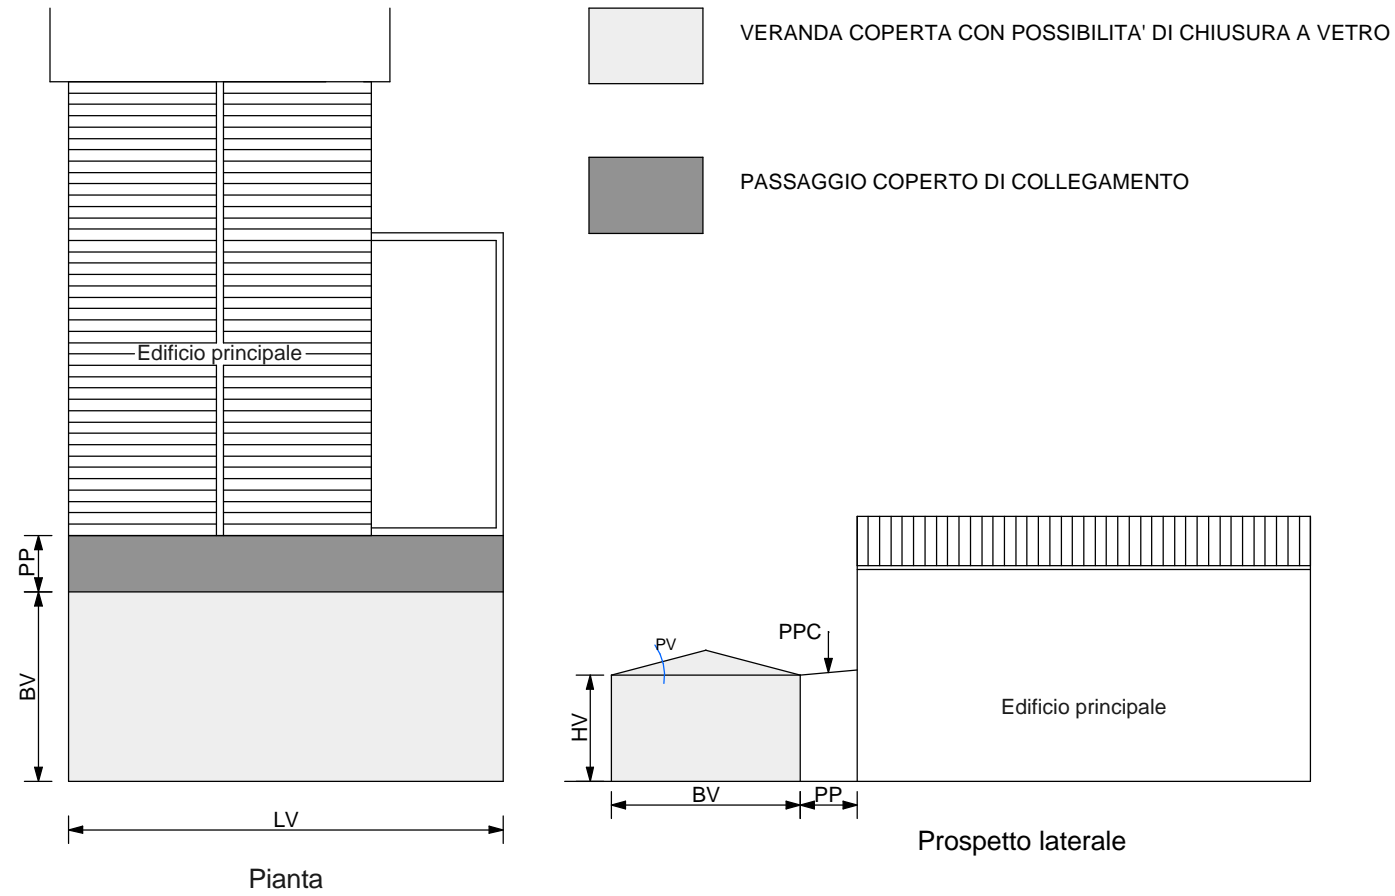 VERANDA COPERTA CON POSSIBILITA' DI CHIUSURA A VETRO
PASSAGGIO COPERTO DI COLLEGAMENTO
Edificio principale
PP
BV
LV
Pianta
PV
PPC
HV
BV
PP
Edificio principale
Prospetto laterale